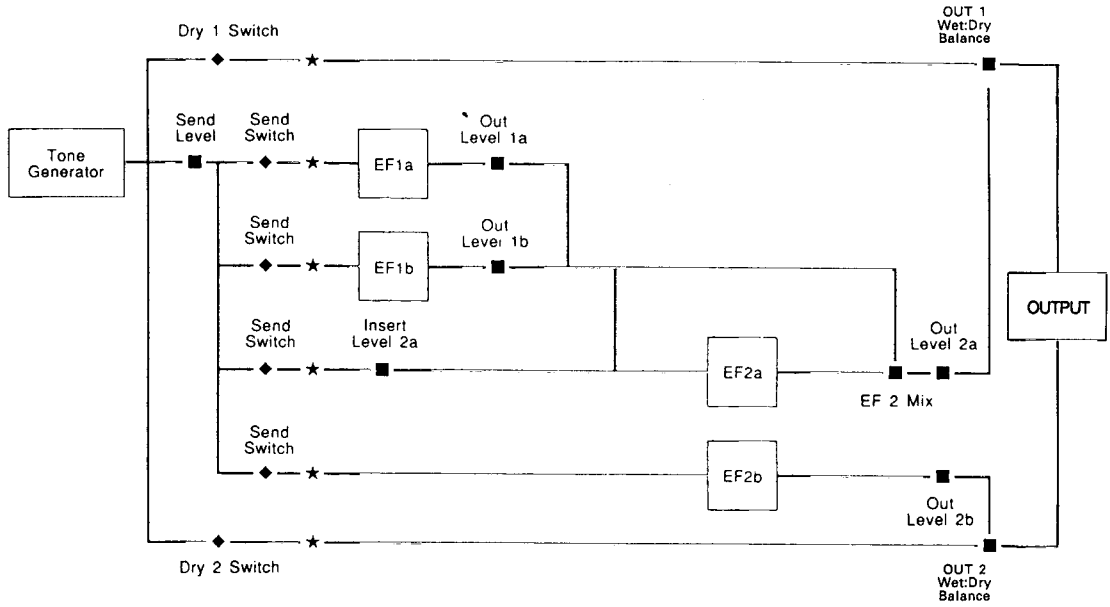 OUT 1
Wet:Dry
Balance
Dry 1 Switch
Send
Level
Send
Switch
Out
Level 1a
Tone
Generator
EF1a
Send
Switch
Out
Level 1b
EF1b
OUTPUT
Send
Switch
Insert
Level 2a
Out
Level 2a
EF2a
EF 2 Mix
Send
Switch
EF2b
Out
Level 2b
Dry 2 Switch
OUT 2
Wet:Dry
Balance